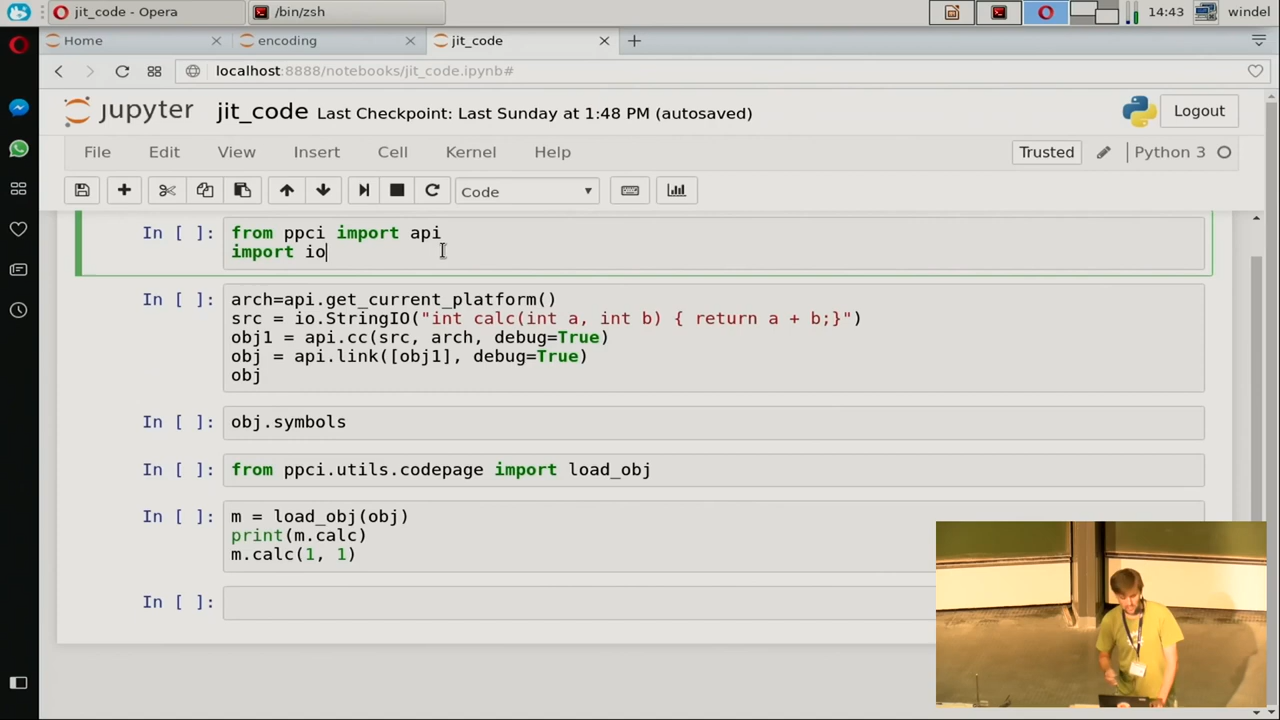 jit_code - Opera
/bin/zsh
14:43
windel
Home
encoding
jit_code
localhost:8888/notebooks/jit_code.ipynb#
jupyter
jit_code Last Checkpoint: Last Sunday at 1:48 PM (autosaved)
Logout
File Edit View Insert Cell Kernel Help
Trusted
Python 3
Code
In [ ]: from ppci import api
import io
In [ ]: arch=api.get_current_platform()
src = io.StringIO("int calc(int a, int b) { return a + b;}")
obj1 = api.cc(src, arch, debug=True)
obj = api.link([obj1], debug=True)
obj
In [ ]: obj.symbols
In [ ]: from ppci.utils.codepage import load_obj
In [ ]: m = load_obj(obj)
print(m.calc)
m.calc(1, 1)
In [ ]: